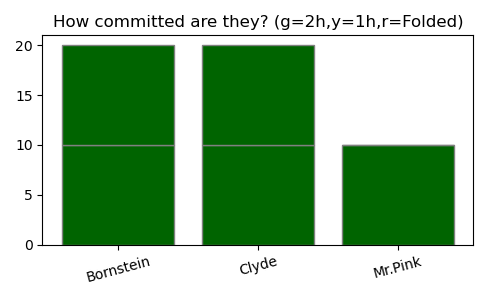 How committed are they? (g=2h,y=1h,r=Folded)
20
15
10
5
0
Bornstein
Clyde
Mr.Pink